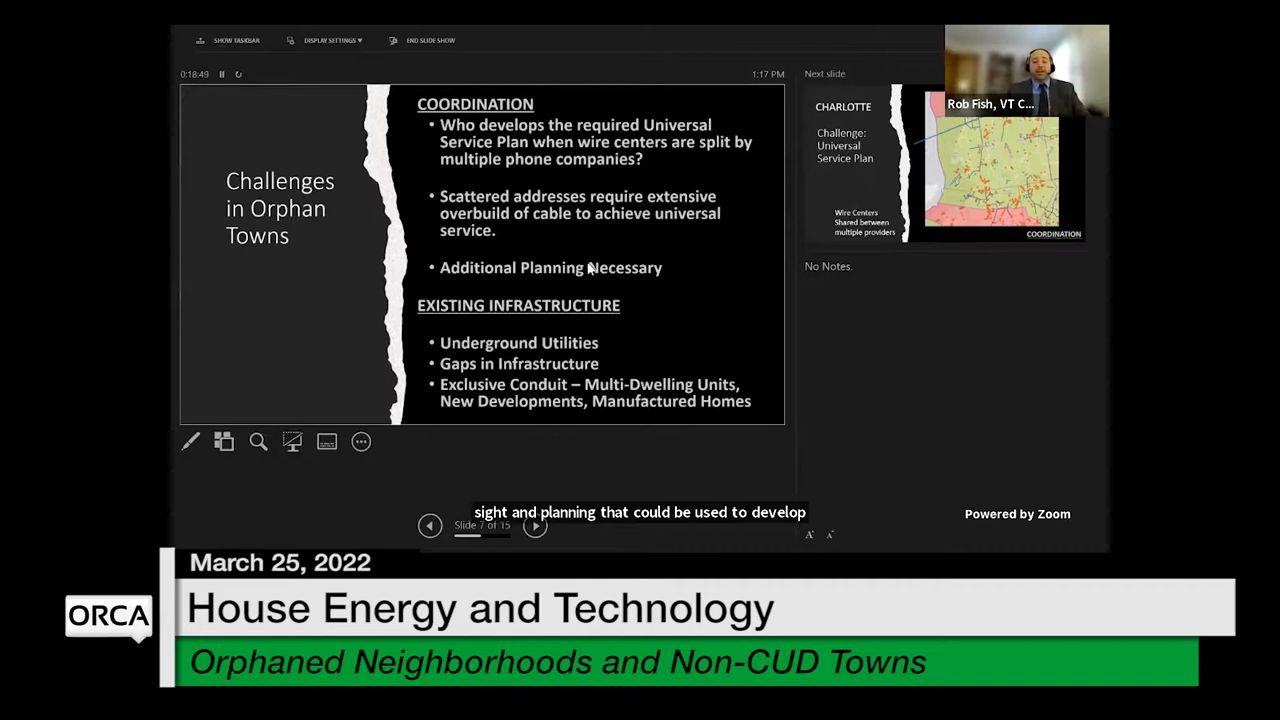 SHOW TASKBAR
DISPLAY SETTINGS ▾
END SLIDE SHOW
0:18:49
1:17 PM
Challenges
in Orphan
Towns
COORDINATION
• Who develops the required Universal
Service Plan when wire centers are split by
multiple phone companies?
• Scattered addresses require extensive
overbuild of cable to achieve universal
service.
• Additional Planning Necessary
EXISTING INFRASTRUCTURE
• Underground Utilities
• Gaps in Infrastructure
• Exclusive Conduit – Multi-Dwelling Units,
New Developments, Manufactured Homes
Next slide
Rob Fish, VT C...
CHARLOTTE
Challenge:
Universal
Service Plan
Wire Centers
Shared between
multiple providers
COORDINATION
No Notes.
sight and planning that could be used to develop
Slide 7 of 15
A A
Powered by Zoom
March 25, 2022
ORCA
House Energy and Technology
Orphaned Neighborhoods and Non-CUD Towns